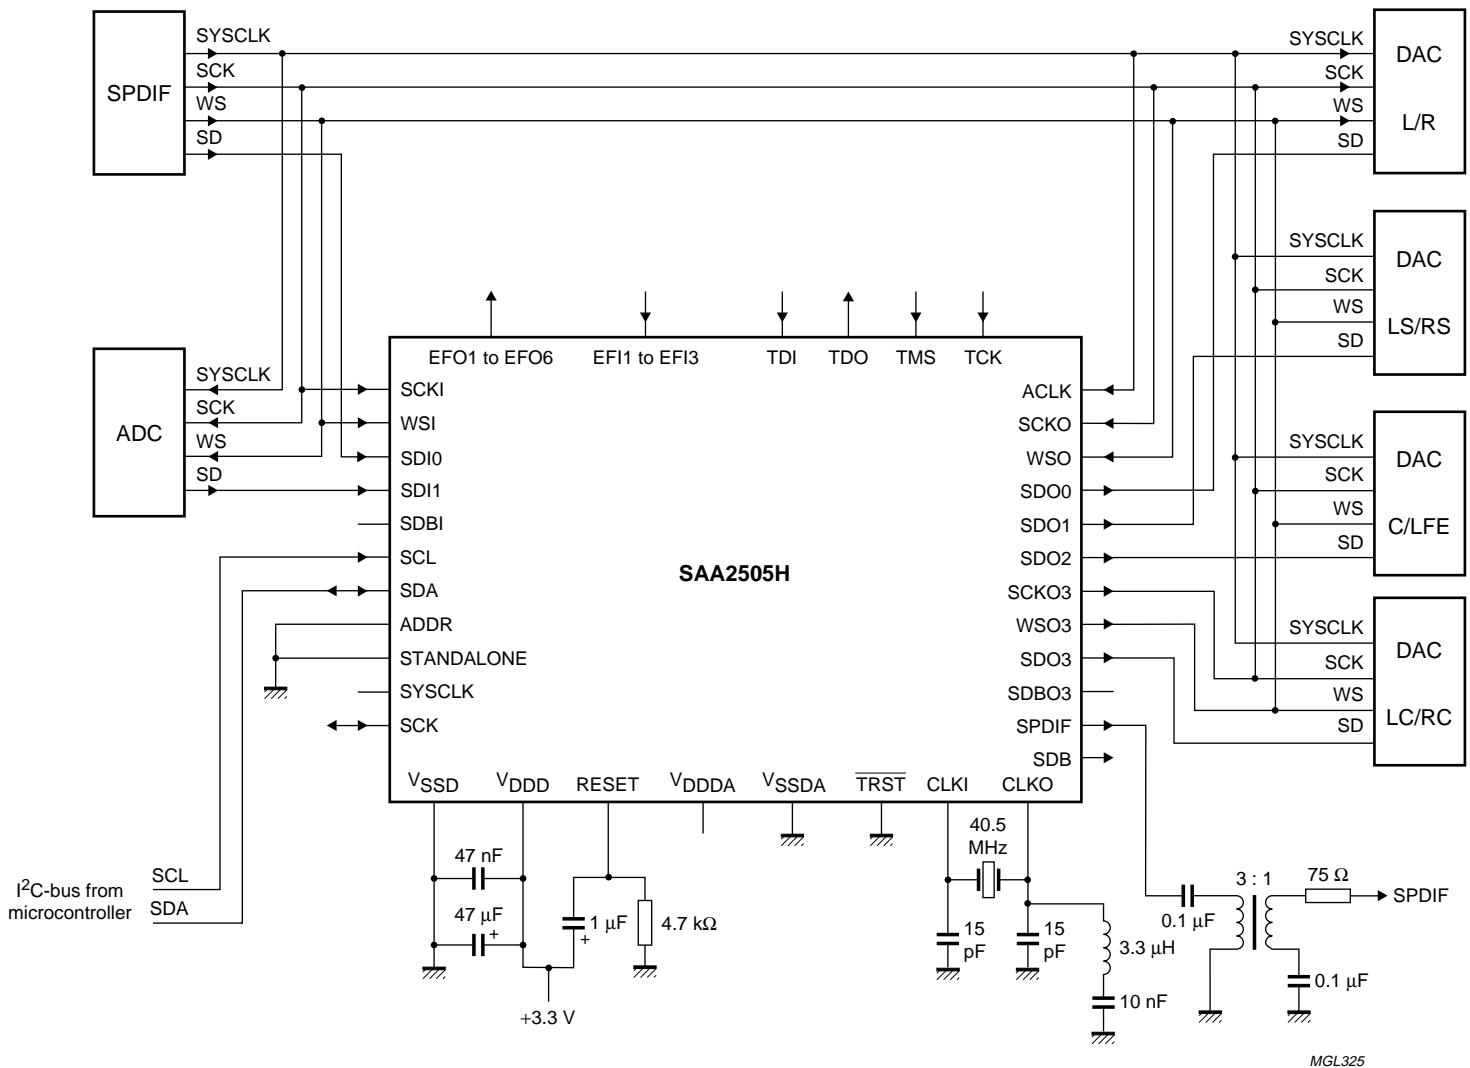 SPDIF
SYSCLK
SCK
WS
SD
SYSCLK
SCK
WS
SD
DAC
L/R
SYSCLK
SCK
WS
SD
DAC
LS/RS
ADC
SYSCLK
SCK
WS
SD
SYSCLK
SCK
WS
SD
DAC
C/LFE
SYSCLK
SCK
WS
SD
DAC
LC/RC
EFO1 to EFO6
EFI1 to EFI3
TDI
TDO
TMS
TCK
SCKI
WSI
SDI0
SDI1
SDBI
SCL
SDA
ADDR
STANDALONE
SYSCLK
SCK
SAA2505H
ACLK
SCKO
WSO
SDO0
SDO1
SDO2
SCKO3
WSO3
SDO3
SDBO3
SPDIF
SDB
VSSD
VDDD
RESET
VDDDA
VSSDA
TRST
CLKI
CLKO
I2C-bus from
microcontroller
SCL
SDA
47 nF
47 μF
+
+3.3 V
1 μF
+
4.7 kΩ
40.5
MHz
15
pF
15
pF
3.3 μH
10 nF
0.1 μF
3 : 1
75 Ω
SPDIF
0.1 μF
MGL325